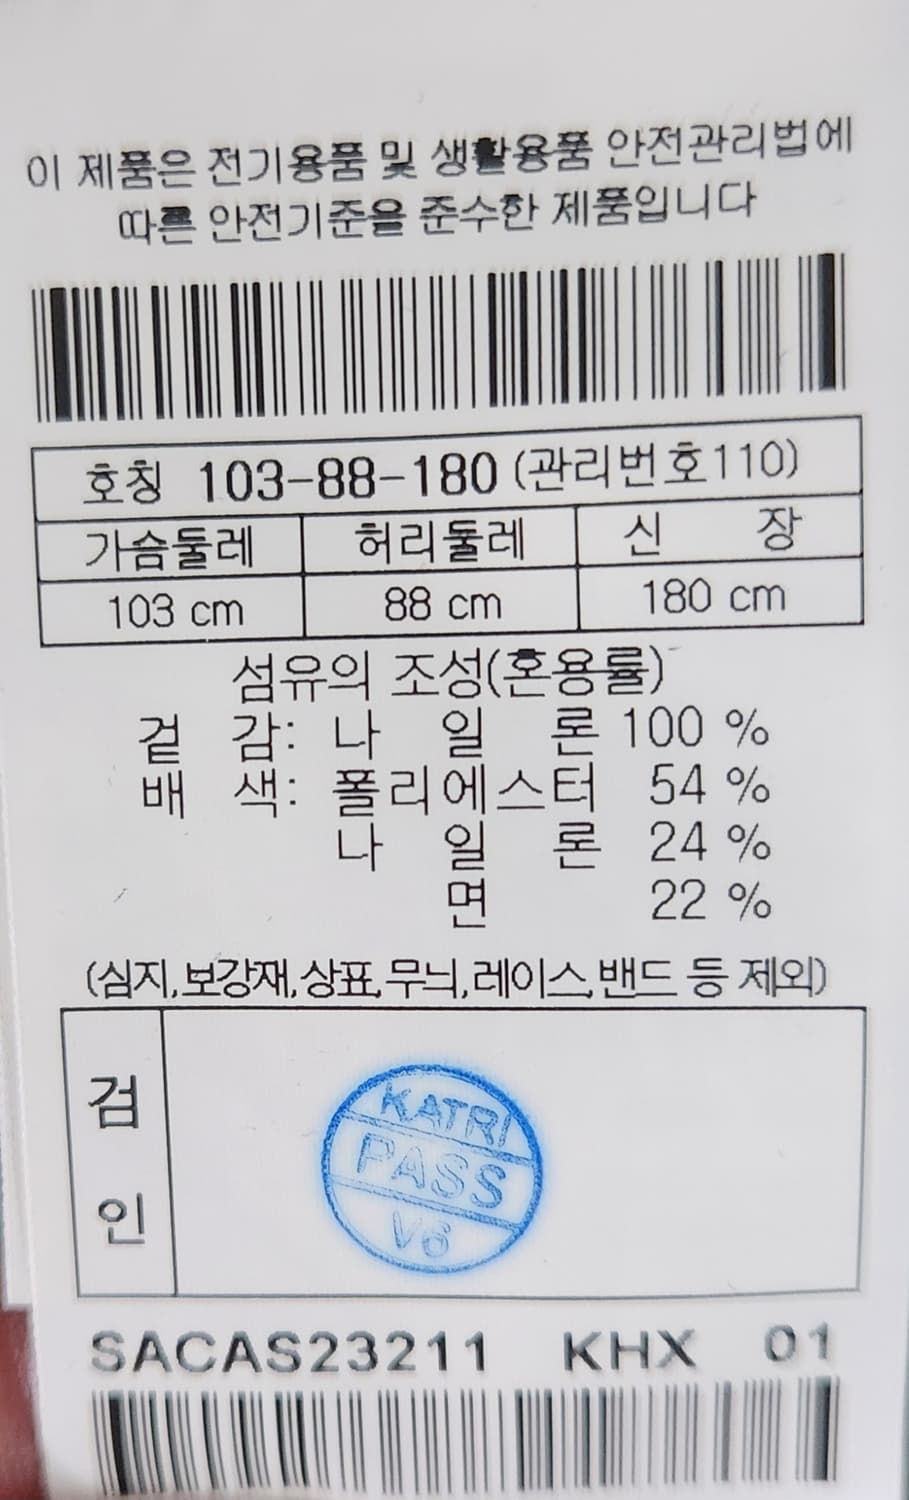 이 제품은 전기용품 및 생활용품 안전관리법에
따른 안전기준을 준수한 제품입니다
호칭 103-88-180 (관리번호110)
가슴둘레 허리둘레 신 장
103 cm 88 cm 180 cm
섬유의 조성(혼용률)
겉 감: 나 일 론 100 %
배 색: 폴리에스터 54 %
나 일 론 24 %
면 22 %
(심지,보강재,상표,무늬,레이스,밴드 등 제외)
검
인
KATRI
PASS
V6
SACAS23211 KHX 01